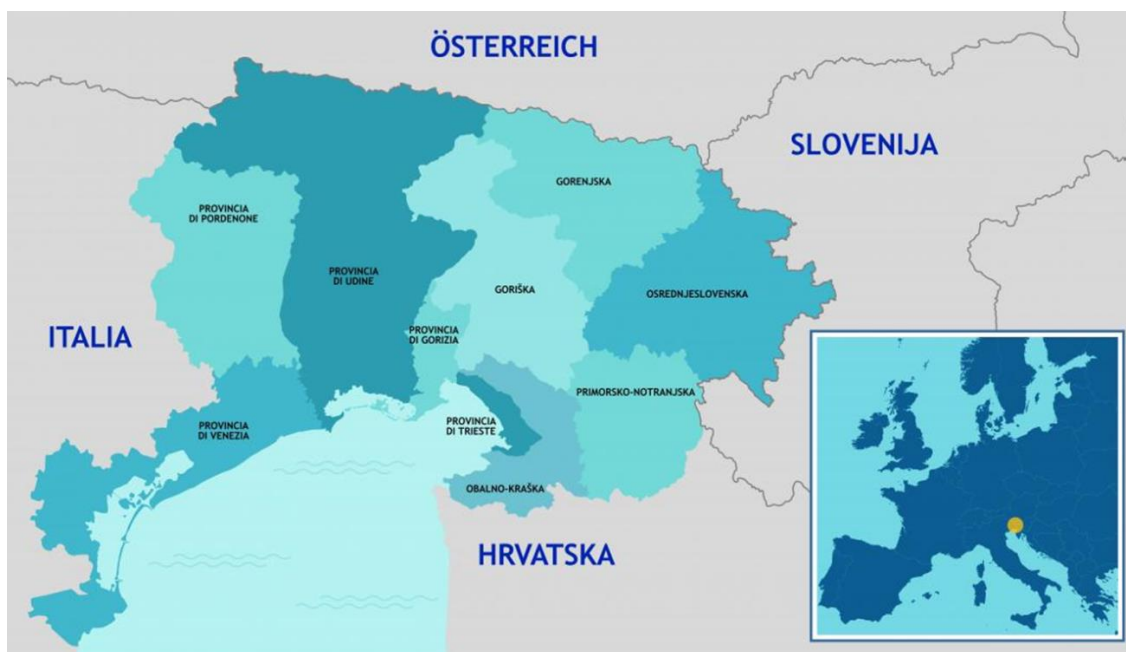 ÖSTERREICH
SLOVENIJA
GORENJSKA
PROVINCIA
DI PORDENONE
PROVINCIA
DI UDINE
GORIŠKA
OSREDNJESLOVENSKA
ITALIA
PROVINCIA
DI GORIZIA
PRIMORSKO-NOTRANJSKA
PROVINCIA
DI VENEZIA
PROVINCIA
DI TRIESTE
OBALNO-KRAŠKA
HRVATSKA